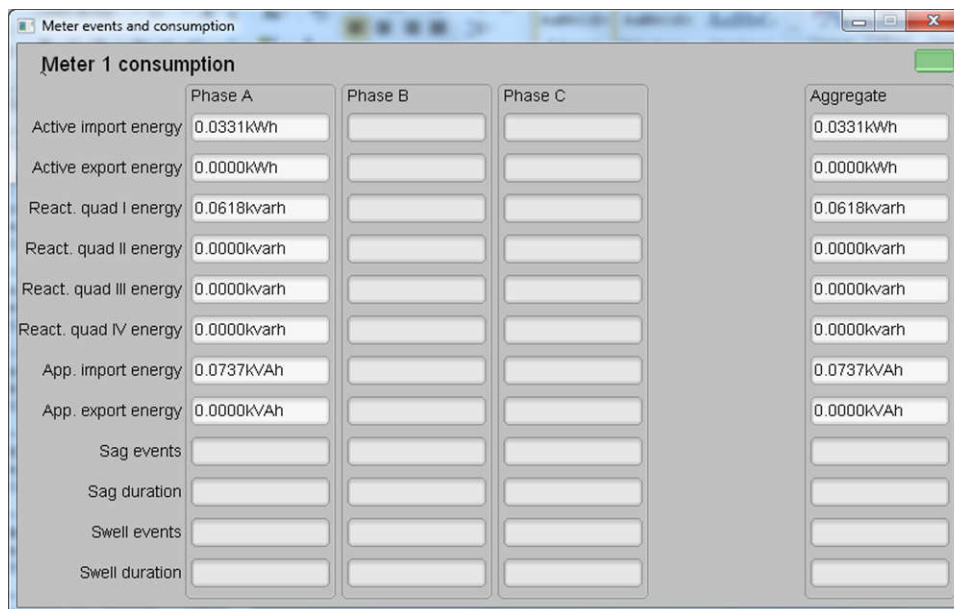 Meter events and consumption
Meter 1 consumption
Phase A Phase B Phase C Aggregate
Active import energy 0.0331kWh 0.0331kWh
Active export energy 0.0000kWh 0.0000kWh
React. quad I energy 0.0618kvarh 0.0618kvarh
React. quad II energy 0.0000kvarh 0.0000kvarh
React. quad III energy 0.0000kvarh 0.0000kvarh
React. quad IV energy 0.0000kvarh 0.0000kvarh
App. import energy 0.0737kVAh 0.0737kVAh
App. export energy 0.0000kVAh 0.0000kVAh
Sag events
Sag duration
Swell events
Swell duration